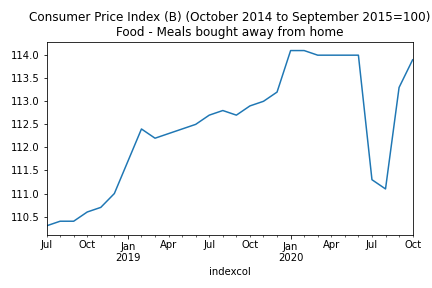 Consumer Price Index (B) (October 2014 to September 2015=100)
Food - Meals bought away from home
114.0
113.5
113.0
112.5
112.0
111.5
111.0
110.5
Jul Oct Jan Apr Jul Oct Jan Apr Jul Oct
2019 2020
indexcol